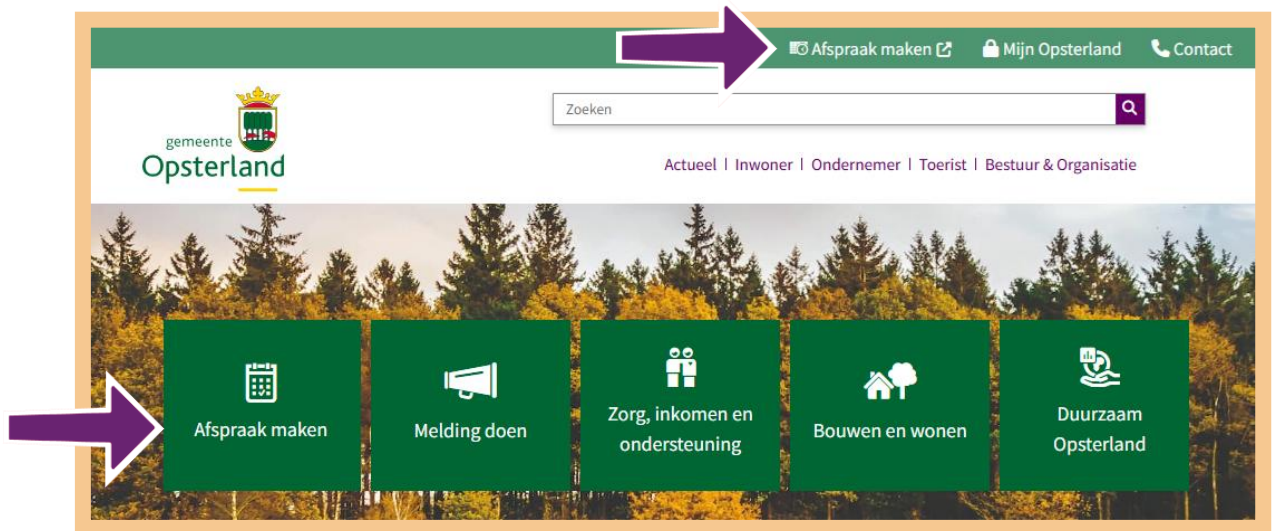 Afspraak maken Mijn Opsterland Contact
Zoeken
gemeente
Opsterland
Actueel | Inwoner | Ondernemer | Toerist | Bestuur & Organisatie
Afspraak maken
Melding doen
Zorg, inkomen en
ondersteuning
Bouwen en wonen
Duurzaam
Opsterland